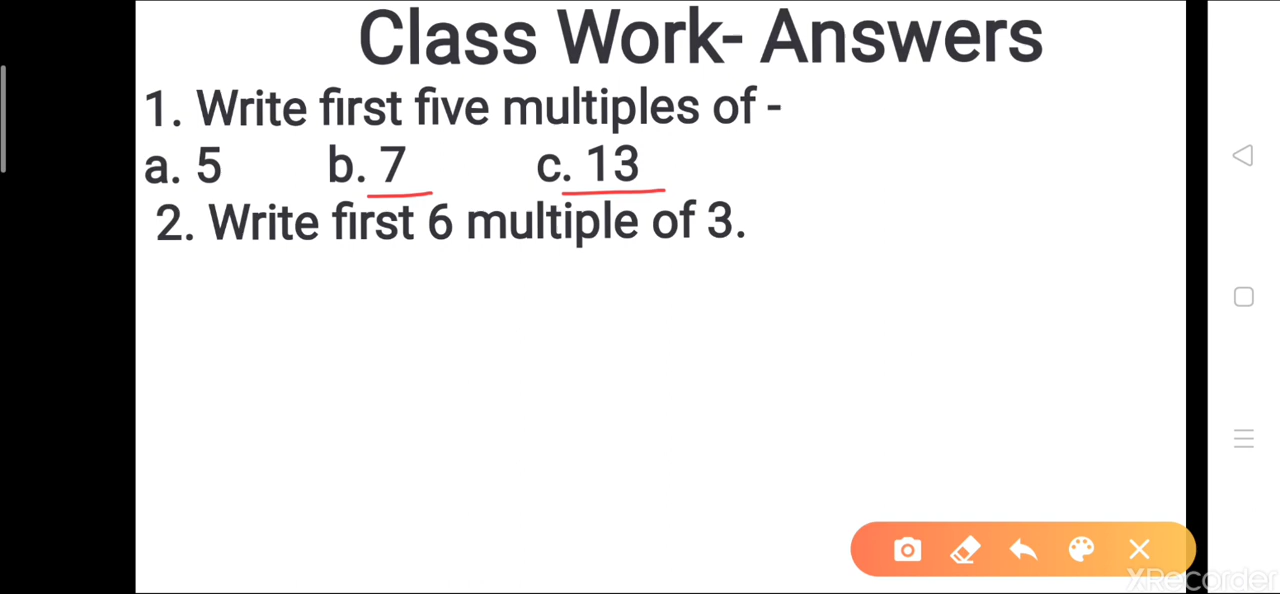 Class Work- Answers
1. Write first five multiples of -
a. 5 b. 7 c. 13
2. Write first 6 multiple of 3.
XRecorder